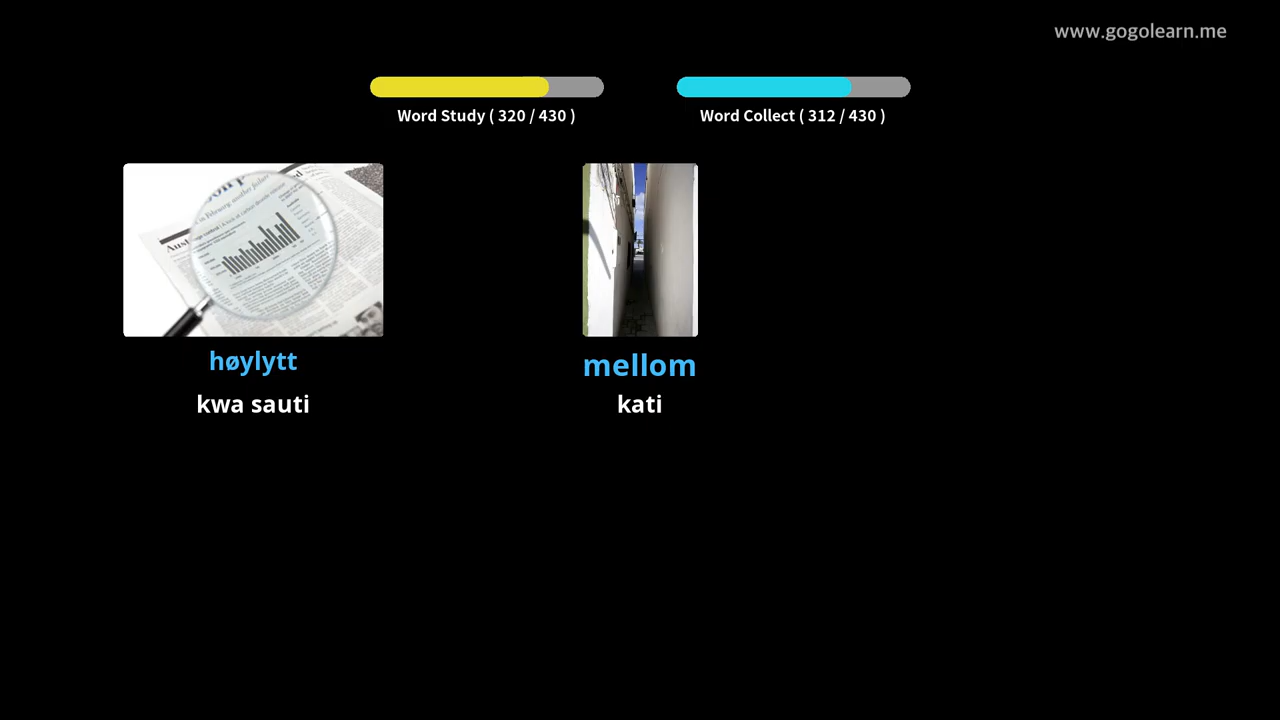 www.gogolearn.me
Word Study ( 320 / 430 )
Word Collect ( 312 / 430 )
høylytt
mellom
kwa sauti
kati